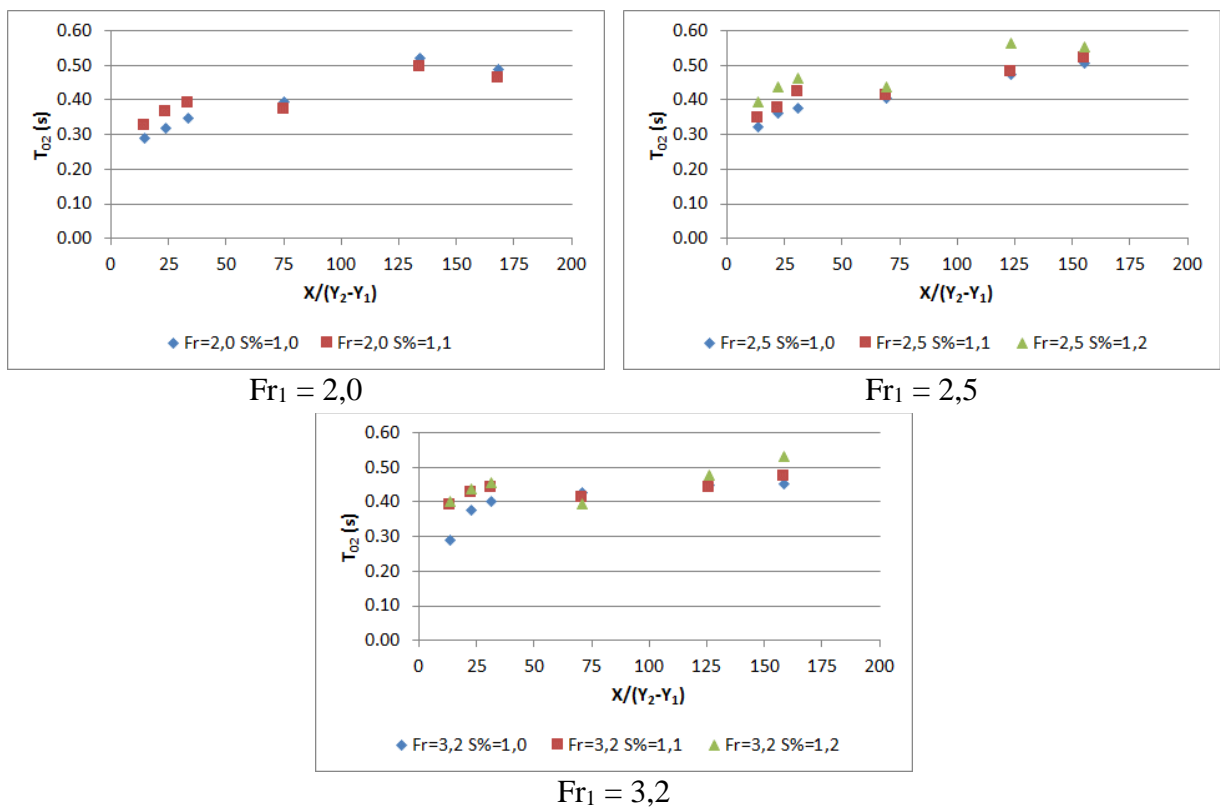 0.60
0.50
0.40
0.30
0.20
0.10
0.00
T₀₂ (s)
0 25 50 75 100 125 150 175 200
X/(Y₂-Y₁)
Fr=2,0 S%=1,0 Fr=2,0 S%=1,1
Fr₁ = 2,0
0.60
0.50
0.40
0.30
0.20
0.10
0.00
T₀₂ (s)
0 25 50 75 100 125 150 175 200
X/(Y₂-Y₁)
Fr=2,5 S%=1,0 Fr=2,5 S%=1,1 Fr=2,5 S%=1,2
Fr₁ = 2,5
0.60
0.50
0.40
0.30
0.20
0.10
0.00
T₀₂ (s)
0 25 50 75 100 125 150 175 200
X/(Y₂-Y₁)
Fr=3,2 S%=1,0 Fr=3,2 S%=1,1 Fr=3,2 S%=1,2
Fr₁ = 3,2